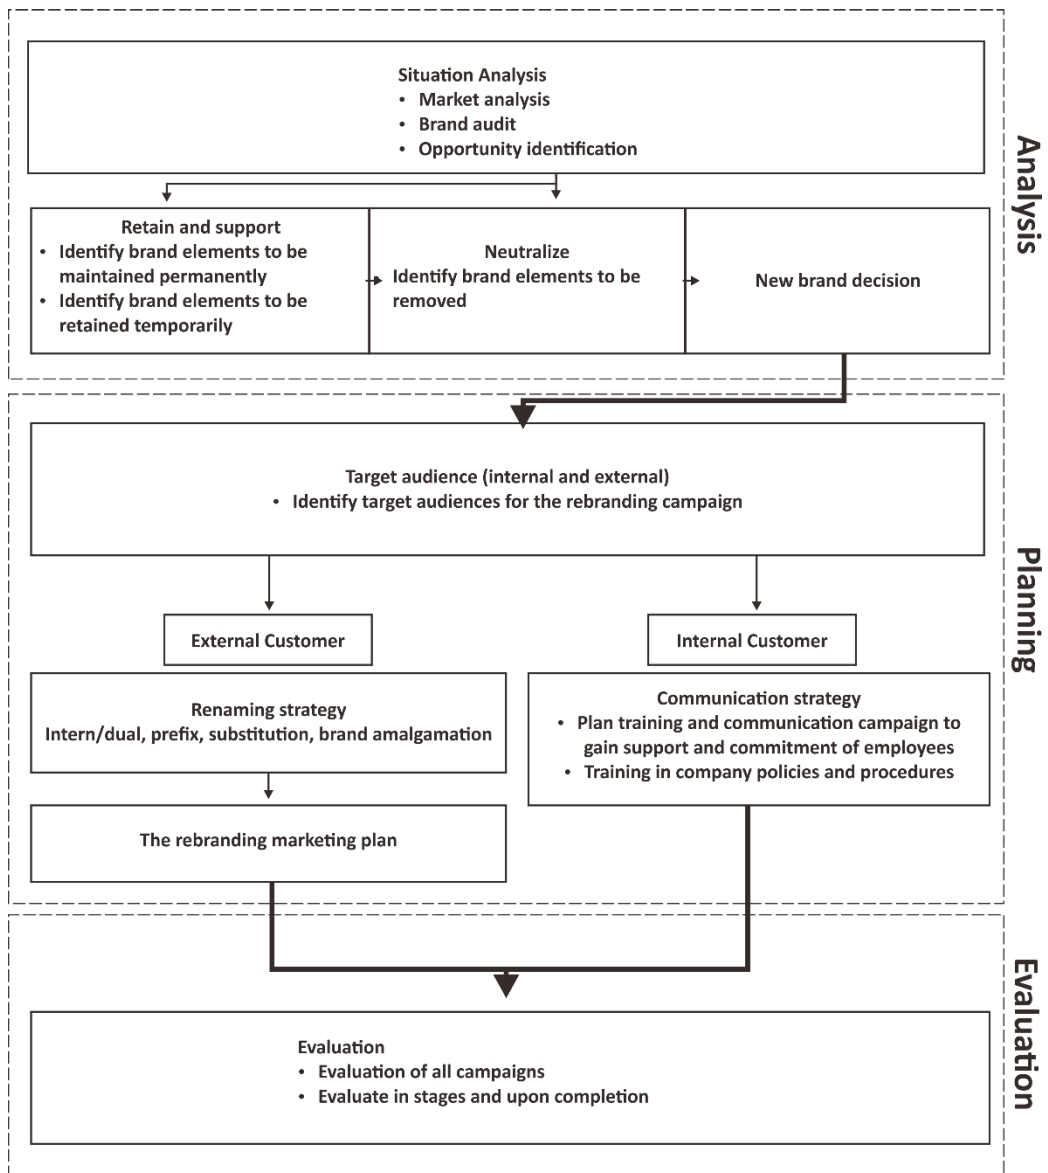 Situation Analysis
• Market analysis
• Brand audit
• Opportunity identification
Analysis
Retain and support
• Identify brand elements to be
maintained permanently
• Identify brand elements to be
retained temporarily
Neutralize
Identify brand elements to be
removed
New brand decision
Target audience (internal and external)
• Identify target audiences for the rebranding campaign
Planning
External Customer
Internal Customer
Renaming strategy
Intern/dual, prefix, substitution, brand amalgamation
Communication strategy
• Plan training and communication campaign to
gain support and commitment of employees
• Training in company policies and procedures
The rebranding marketing plan
Evaluation
Evaluation
• Evaluation of all campaigns
• Evaluate in stages and upon completion